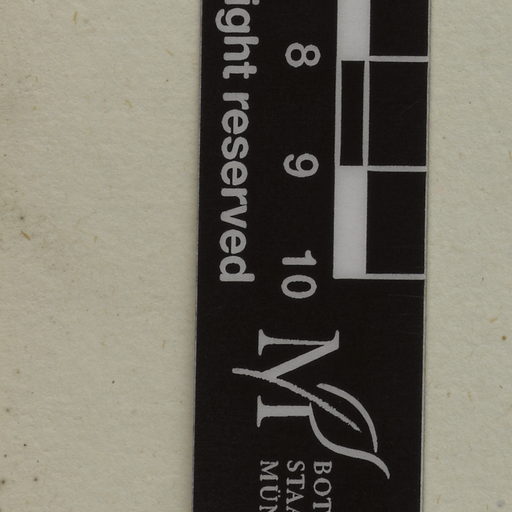 ight reserved
8 9 10
M
BOT
STAA
MÜN